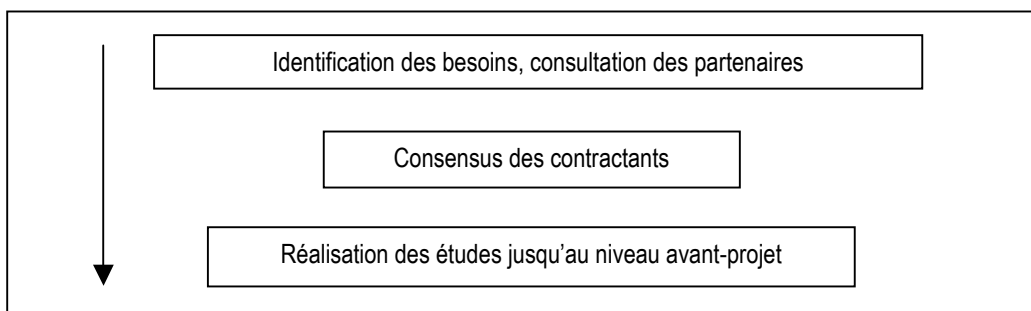 Identification des besoins, consultation des partenaires
Consensus des contractants
Réalisation des études jusqu’au niveau avant-projet